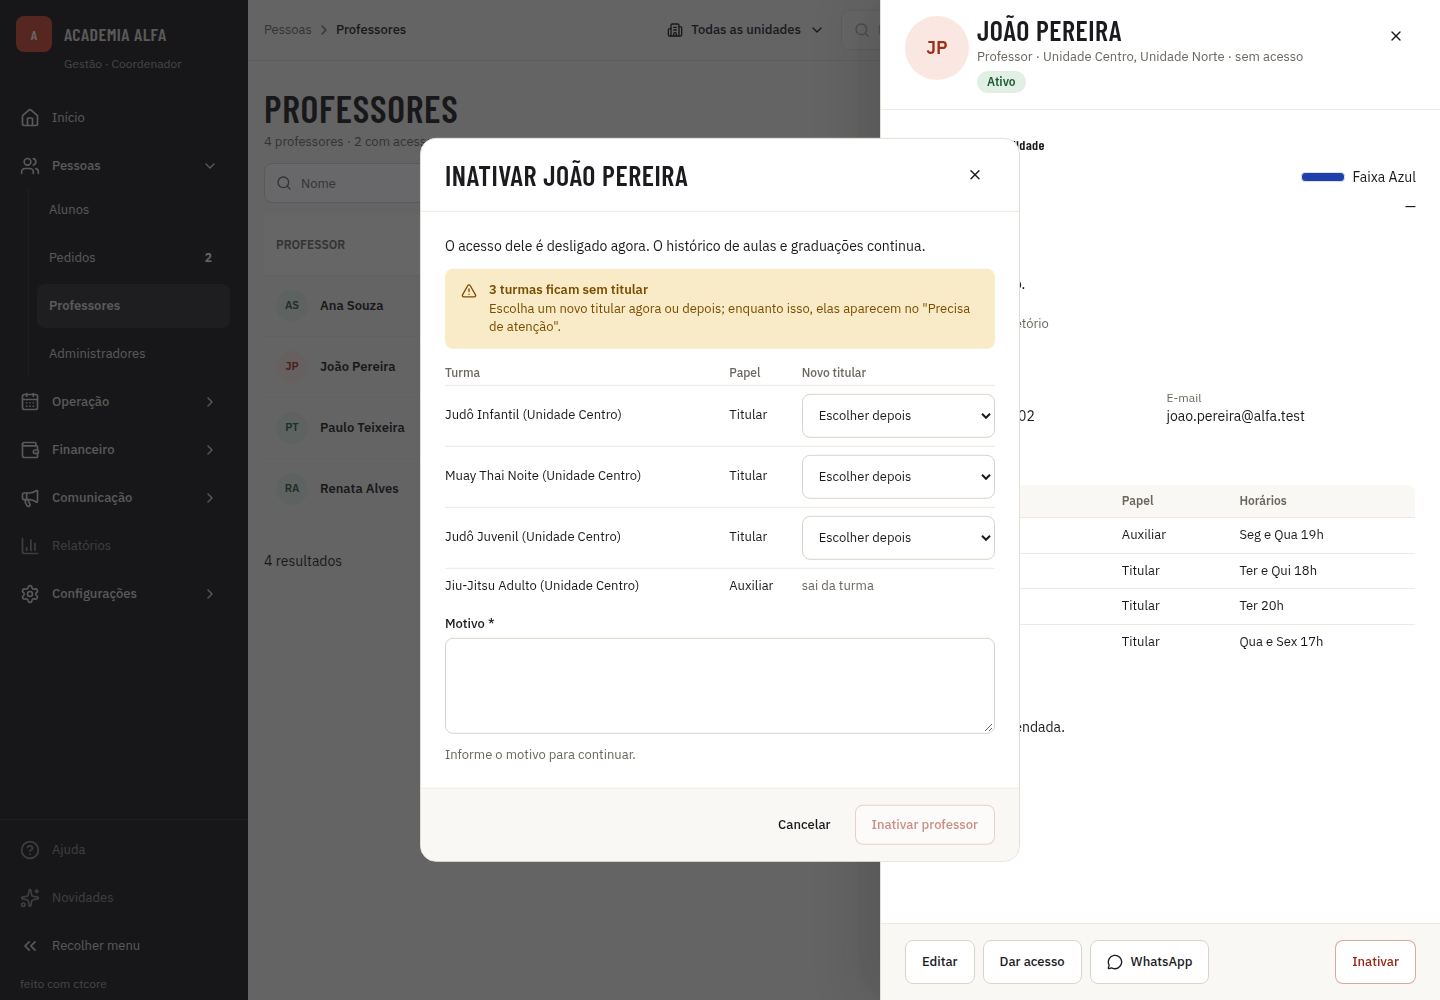 A
ACADEMIA ALFA
Gestão · Coordenador
Início
Pessoas
Alunos
Pedidos 2
Professores
Administradores
Operação
Financeiro
Comunicação
Relatórios
Configurações
Ajuda
Novidades
Recolher menu
feito com ctcore
Pessoas > Professores
Todas as unidades
PROFESSORES
4 professores · 2 com
Nome
PROFESSOR
AS Ana Souza
JP João Pereira
PT Paulo Teixeira
RA Renata Alves
4 resultados
INATIVAR JOÃO PEREIRA
O acesso dele é desligado agora. O histórico de aulas e graduações continua.
3 turmas ficam sem titular
Escolha um novo titular agora ou depois; enquanto isso, elas aparecem no "Precisa
de atenção".
Turma Papel Novo titular
Judô Infantil (Unidade Centro) Titular Escolher depois
Muay Thai Noite (Unidade Centro) Titular Escolher depois
Judô Juvenil (Unidade Centro) Titular Escolher depois
Jiu-Jitsu Adulto (Unidade Centro) Auxiliar sai da turma
Motivo *
Informe o motivo para continuar.
Cancelar
Inativar professor
JP
JOÃO PEREIRA
Professor · Unidade Centro, Unidade Norte · sem acesso
Ativo
Faixa Azul
—
E-mail
02 joao.pereira@alfa.test
Papel Horários
Auxiliar Seg e Qua 19h
Titular Ter e Qui 18h
Titular Ter 20h
Titular Qua e Sex 17h
Editar
Dar acesso
WhatsApp
Inativar